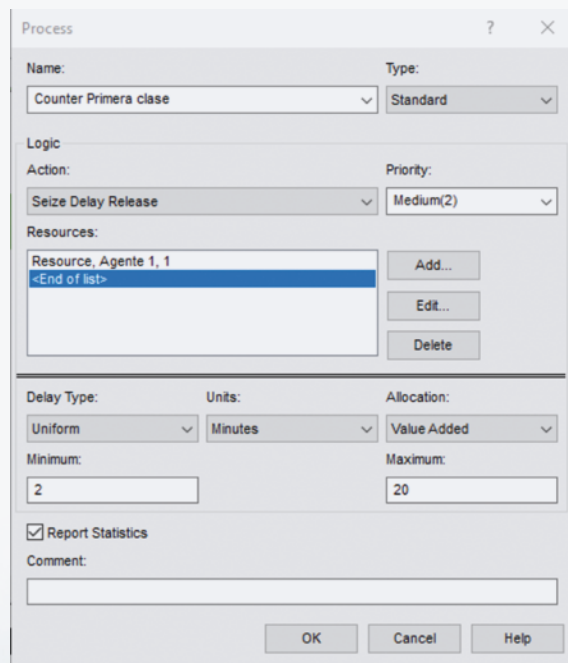 Process ?
Name: Type:
Counter Primera clase Standard
Logic
Action: Priority:
Seize Delay Release Medium(2)
Resources:
Resource, Agente 1, 1 Add...
<End of list>
Edit...
Delete
Delay Type: Units: Allocation:
Uniform Minutes Value Added
Minimum: Maximum:
2 20
Report Statistics
Comment:
OK Cancel Help